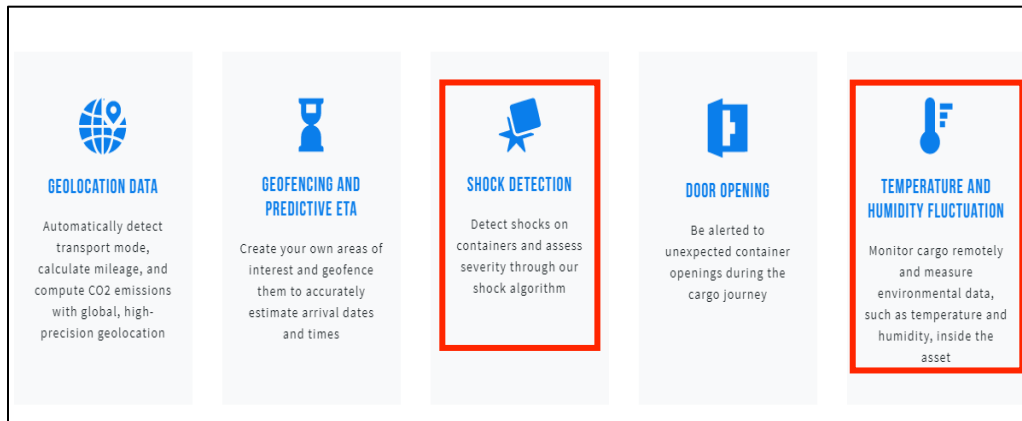 GEOLOCATION DATA
Automatically detect
transport mode,
calculate mileage, and
compute CO2 emissions
with global, high-
precision geolocation
GEOFENCING AND
PREDICTIVE ETA
Create your own areas of
interest and geofence
them to accurately
estimate arrival dates
and times
SHOCK DETECTION
Detect shocks on
containers and assess
severity through our
shock algorithm
DOOR OPENING
Be alerted to
unexpected container
openings during the
cargo journey
TEMPERATURE AND
HUMIDITY FLUCTUATION
Monitor cargo remotely
and measure
environmental data,
such as temperature and
humidity, inside the
asset